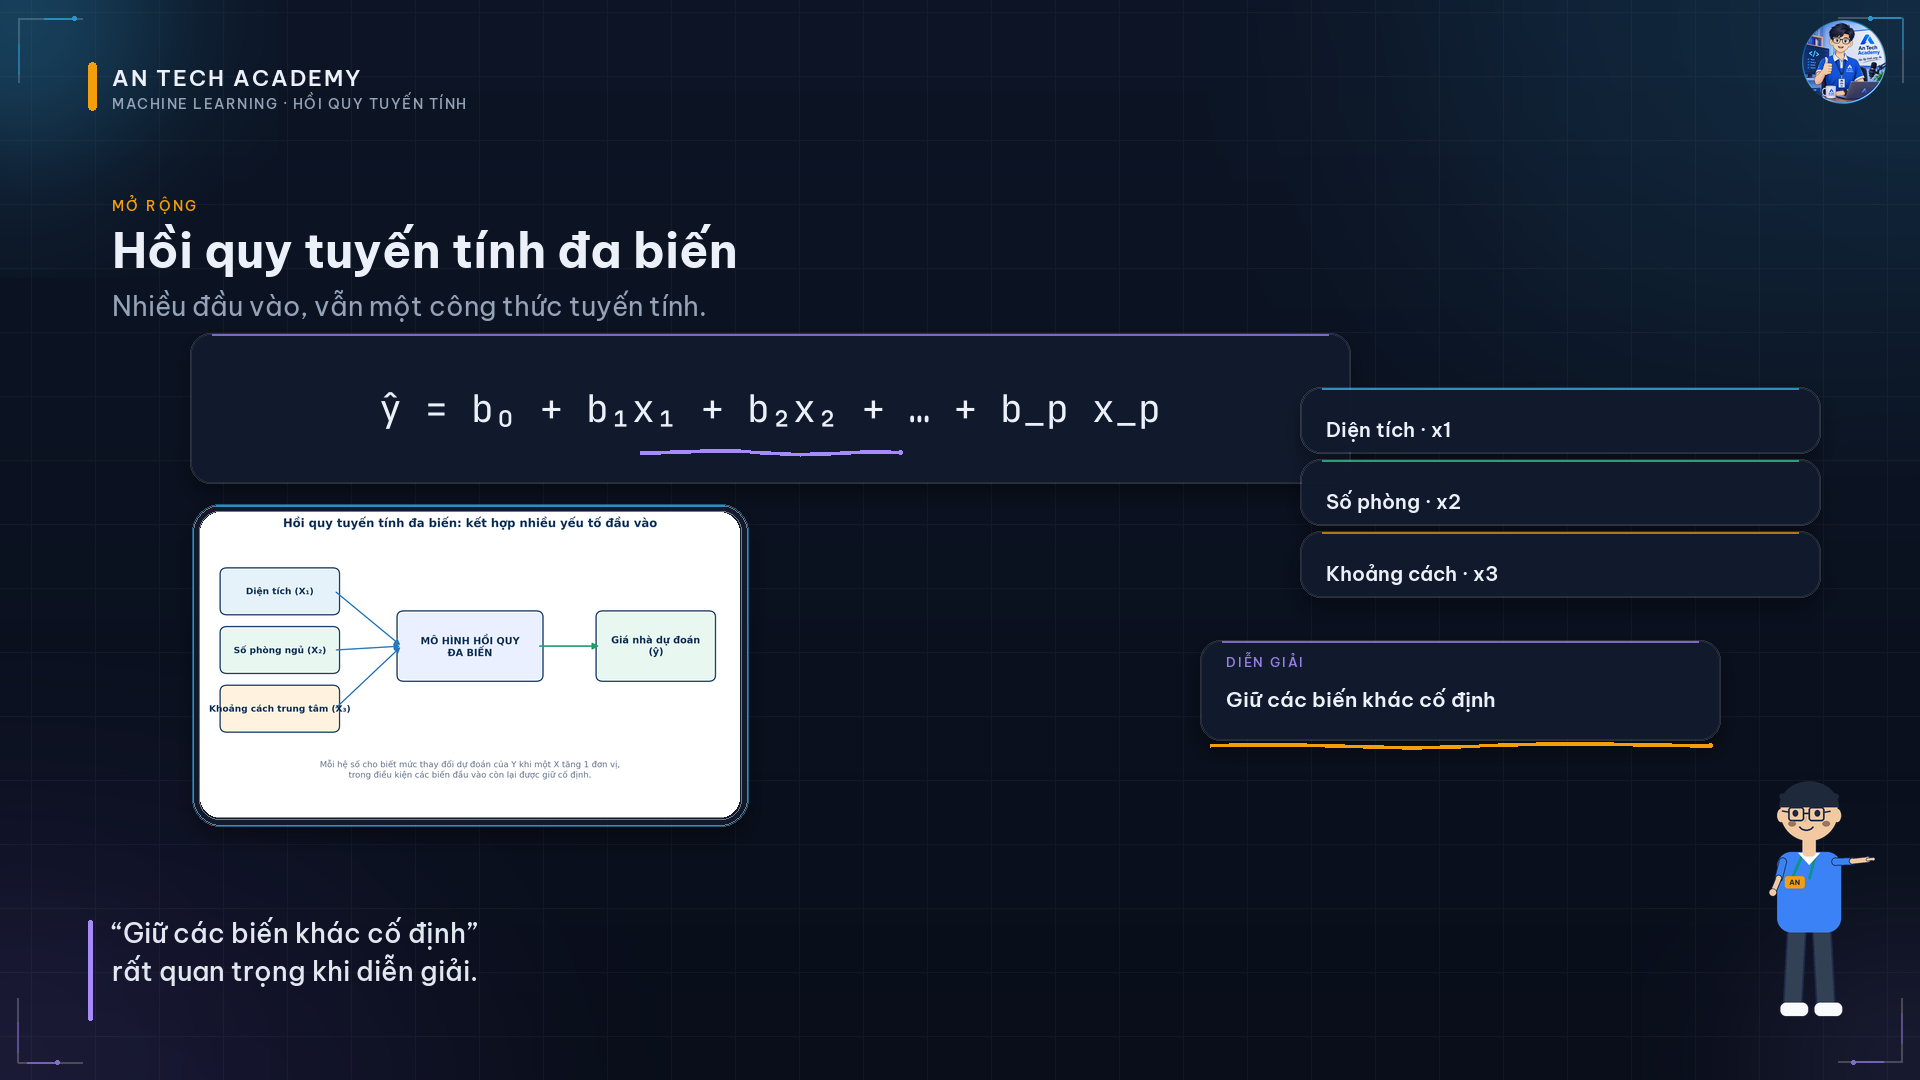 AN TECH ACADEMY
MACHINE LEARNING · HỒI QUY TUYẾN TÍNH
MỞ RỘNG
Hồi quy tuyến tính đa biến
Nhiều đầu vào, vẫn một công thức tuyến tính.
ŷ = b₀ + b₁x₁ + b₂x₂ + … + b_p x_p
Diện tích · x1
Số phòng · x2
Khoảng cách · x3
Hồi quy tuyến tính đa biến: kết hợp nhiều yếu tố đầu vào
Diện tích (X₁)
Số phòng ngủ (X₂)
Khoảng cách trung tâm (X₃)
MÔ HÌNH HỒI QUY
ĐA BIẾN
Giá nhà dự đoán
(ŷ)
Mỗi hệ số cho biết mức thay đổi dự đoán của Y khi một X tăng 1 đơn vị,
trong điều kiện các biến đầu vào còn lại được giữ cố định.
DIỄN GIẢI
Giữ các biến khác cố định
“Giữ các biến khác cố định”
rất quan trọng khi diễn giải.
AN
An Tech
Academy